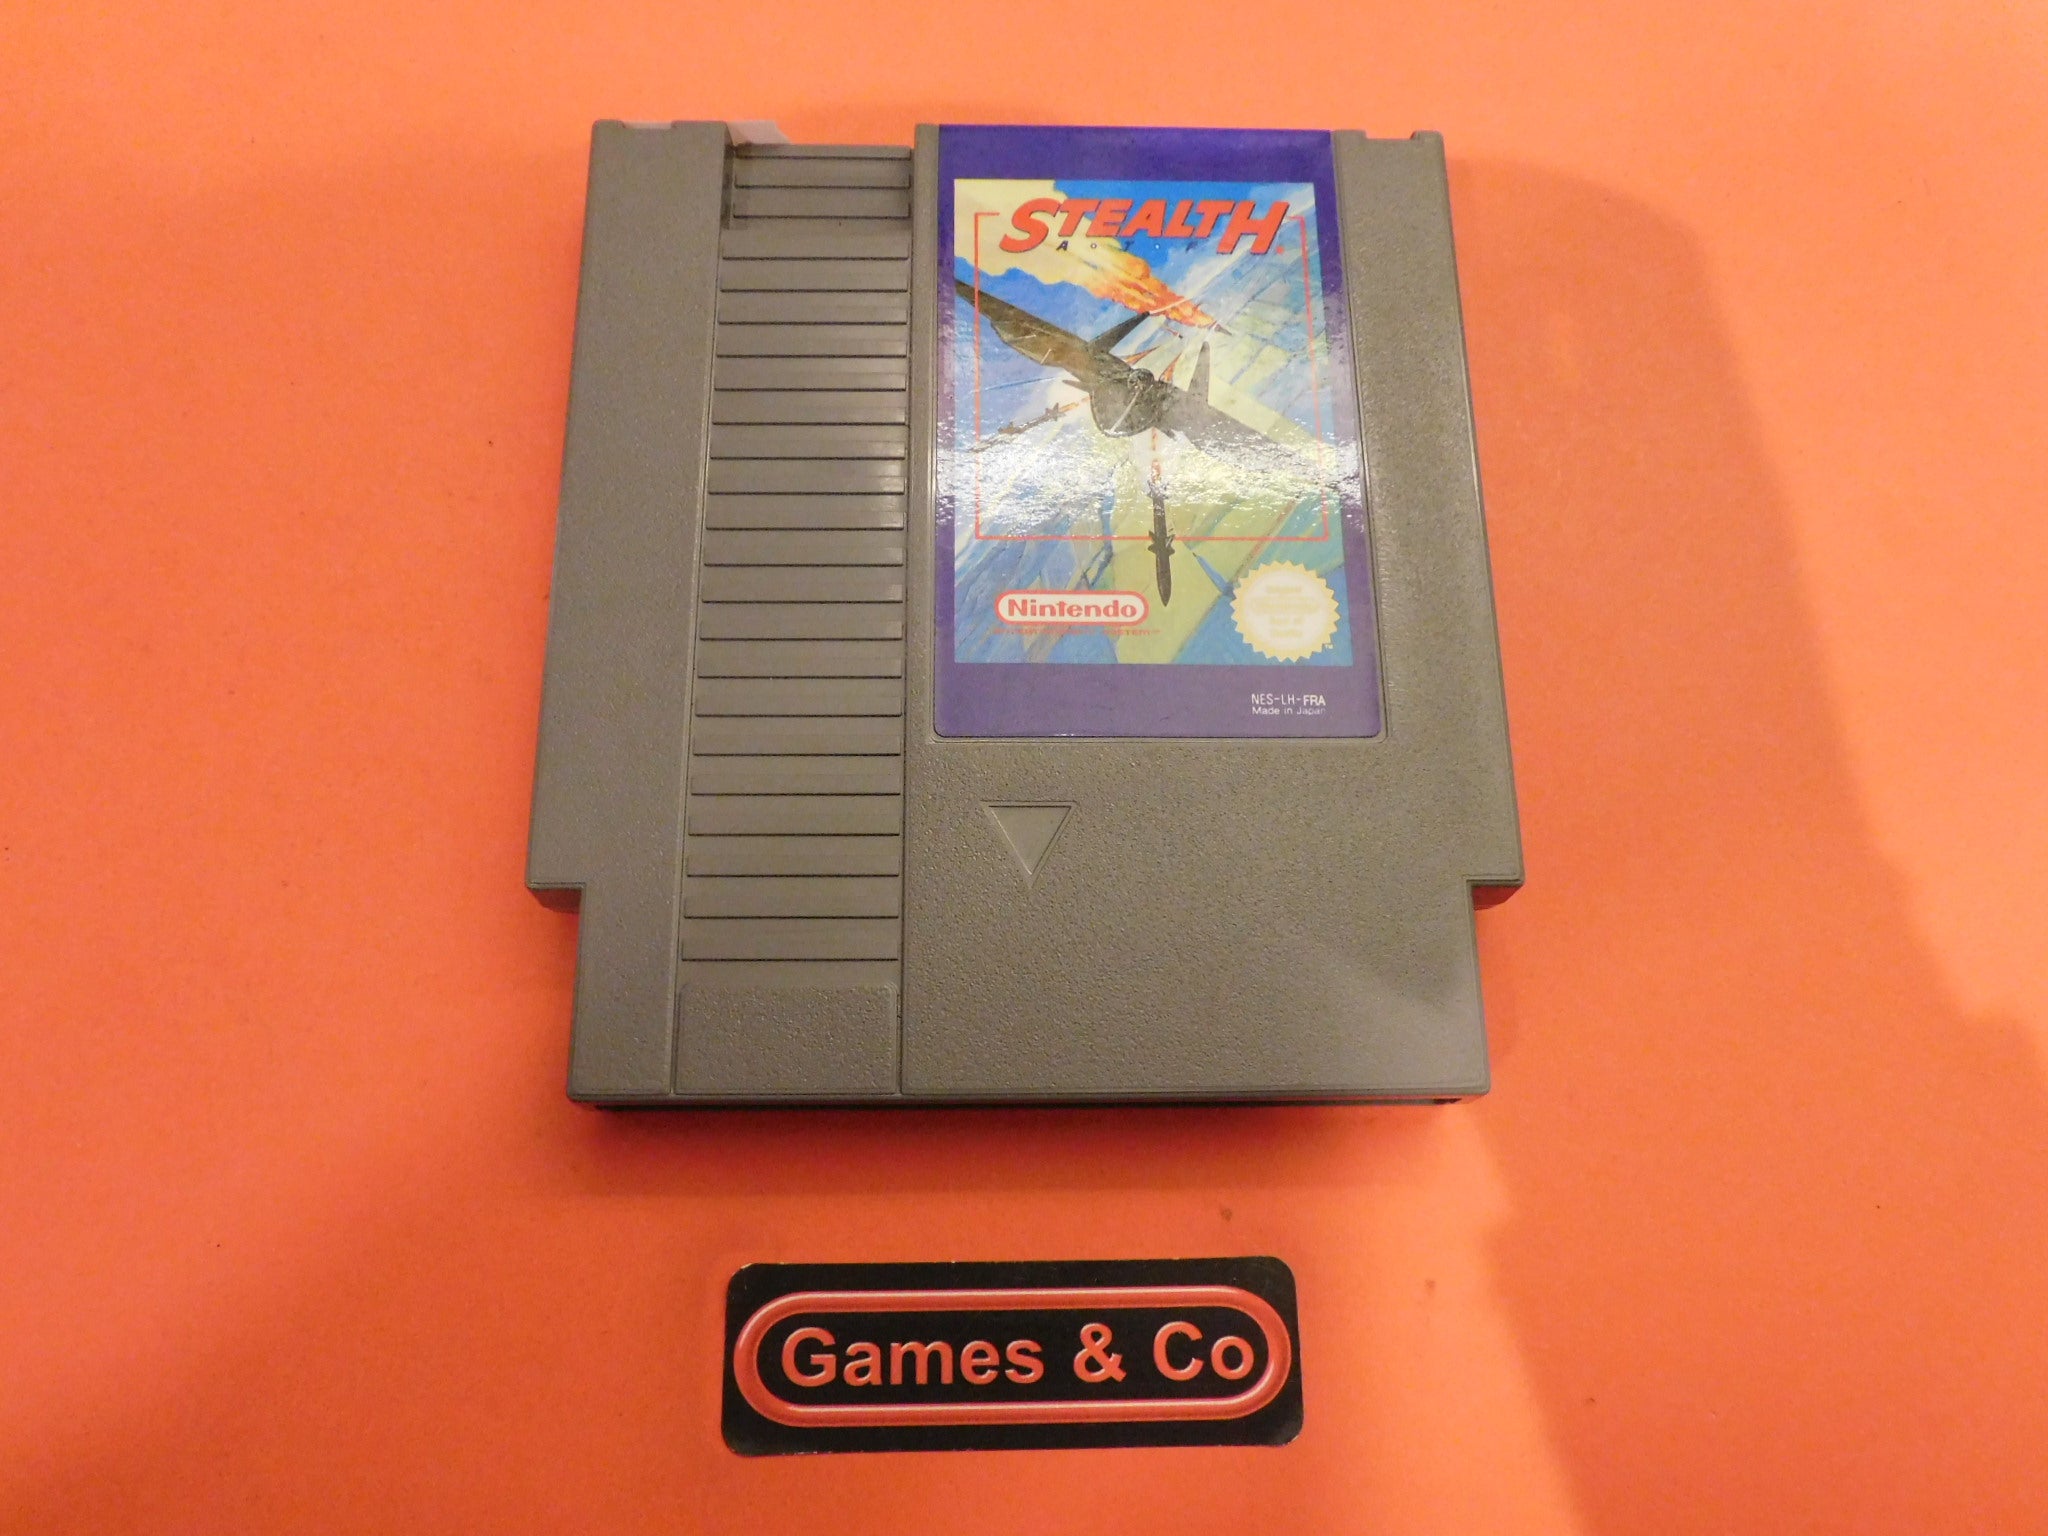 STEALTH
A·T·F
Nintendo
NES-LH-FRA
Made in Japan
Games & Co